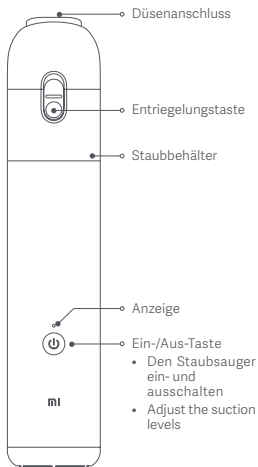 Düsenanschluss
Entriegelungstaste
Staubbehälter
Anzeige
Ein-/Aus-Taste
• Den Staubsauger
ein- und
ausschalten
• Adjust the suction
levels
mi